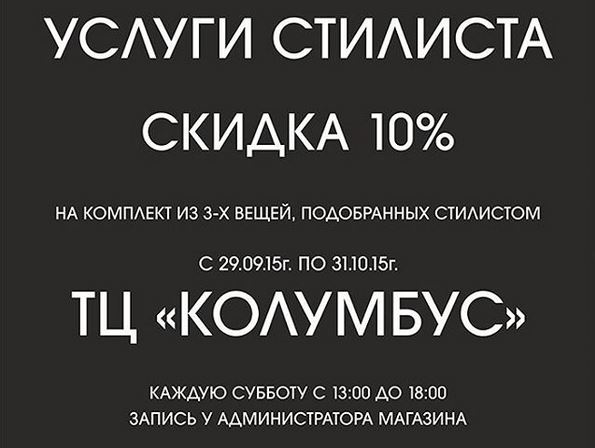 УСЛУГИ СТИЛИСТА
СКИДКА 10%
НА КОМПЛЕКТ ИЗ 3-Х ВЕЩЕЙ, ПОДОБРАННЫХ СТИЛИСТОМ
С 29.09.15г. ПО 31.10.15г.
ТЦ «КОЛУМБУС»
КАЖДУЮ СУББОТУ С 13:00 ДО 18:00
ЗАПИСЬ У АДМИНИСТРАТОРА МАГАЗИНА